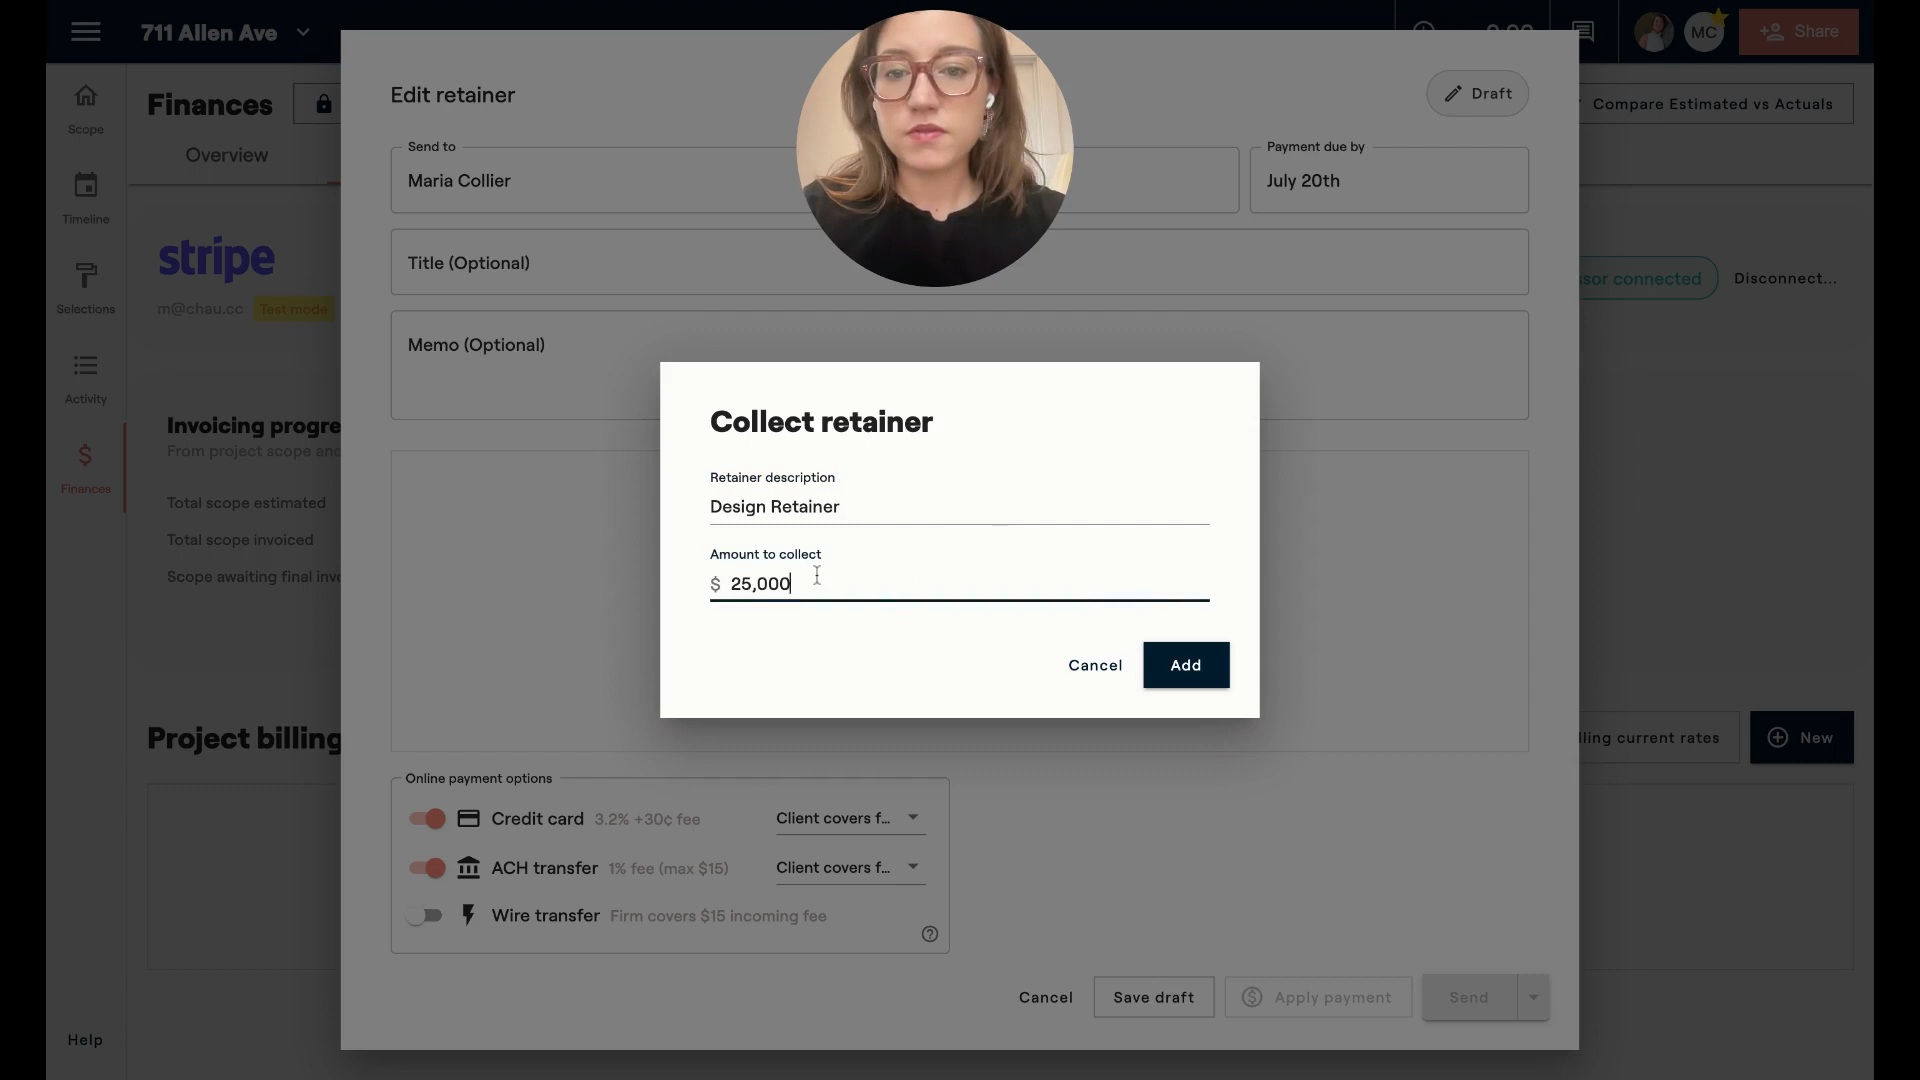 711 Allen Ave
MC
Share
Scope
Timeline
Selections
Activity
Finances
Help
Finances
Compare Estimated vs Actuals
Overview
stripe
m@chau.cc
Test mode
sor connected
Disconnect...
Invoicing progre
From project scope and
Total scope estimated
Total scope invoiced
Scope awaiting final inv
Project billing
lling current rates
New
Edit retainer
Draft
Send to
Maria Collier
Payment due by
July 20th
Title (Optional)
Memo (Optional)
Collect retainer
Retainer description
Design Retainer
Amount to collect
$ 25,000
Cancel
Add
Online payment options
Credit card 3.2% +30¢ fee
Client covers f...
ACH transfer 1% fee (max $15)
Client covers f...
Wire transfer Firm covers $15 incoming fee
Cancel
Save draft
Apply payment
Send